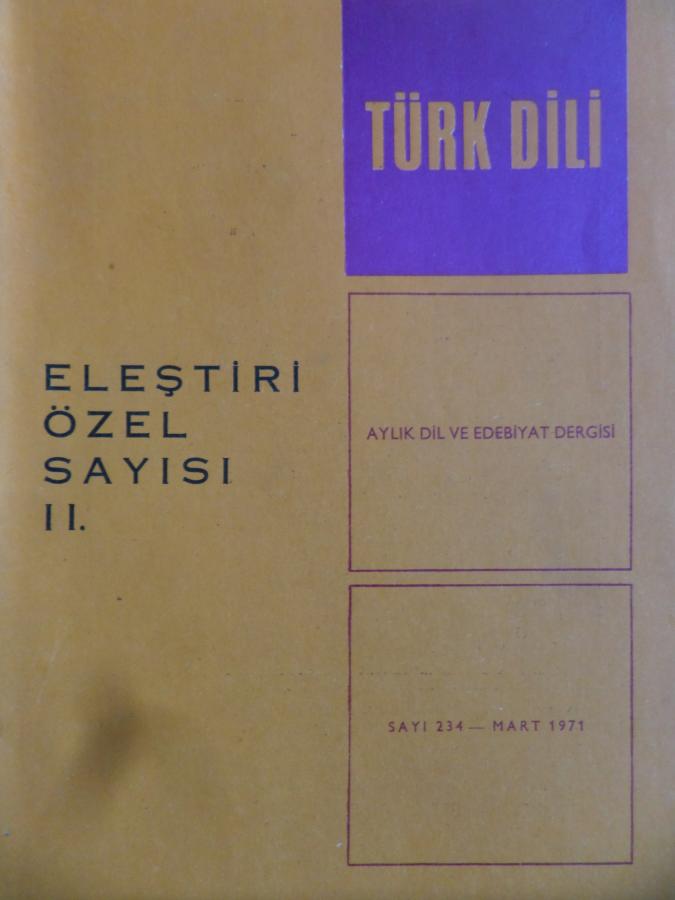 TÜRK DİLİ
ELEŞTİRİ
ÖZEL
SAYISI
II.
AYLIK DİL VE EDEBİYAT DERGİSİ
SAYI 234 — MART 1971